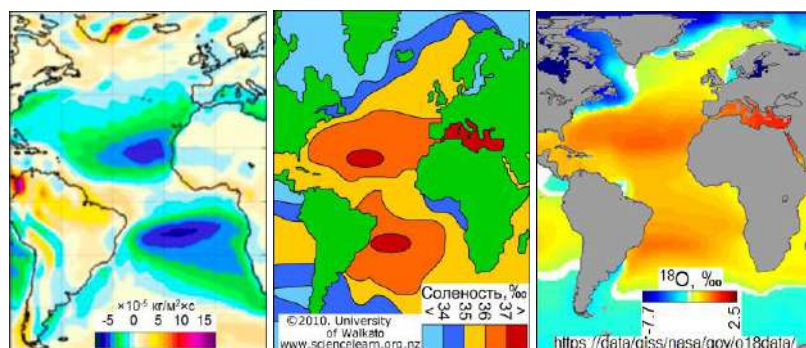 ×10⁻⁵ кг/м²×с
-5 0 5 10 15
Соленость, ‰
< 34 35 36 37 >
©2010, University
of Waikato
www.sciencelearn.org.nz
¹⁸O, ‰
-7.7 2.5
https://data/giss/nasa/gov/o18data/